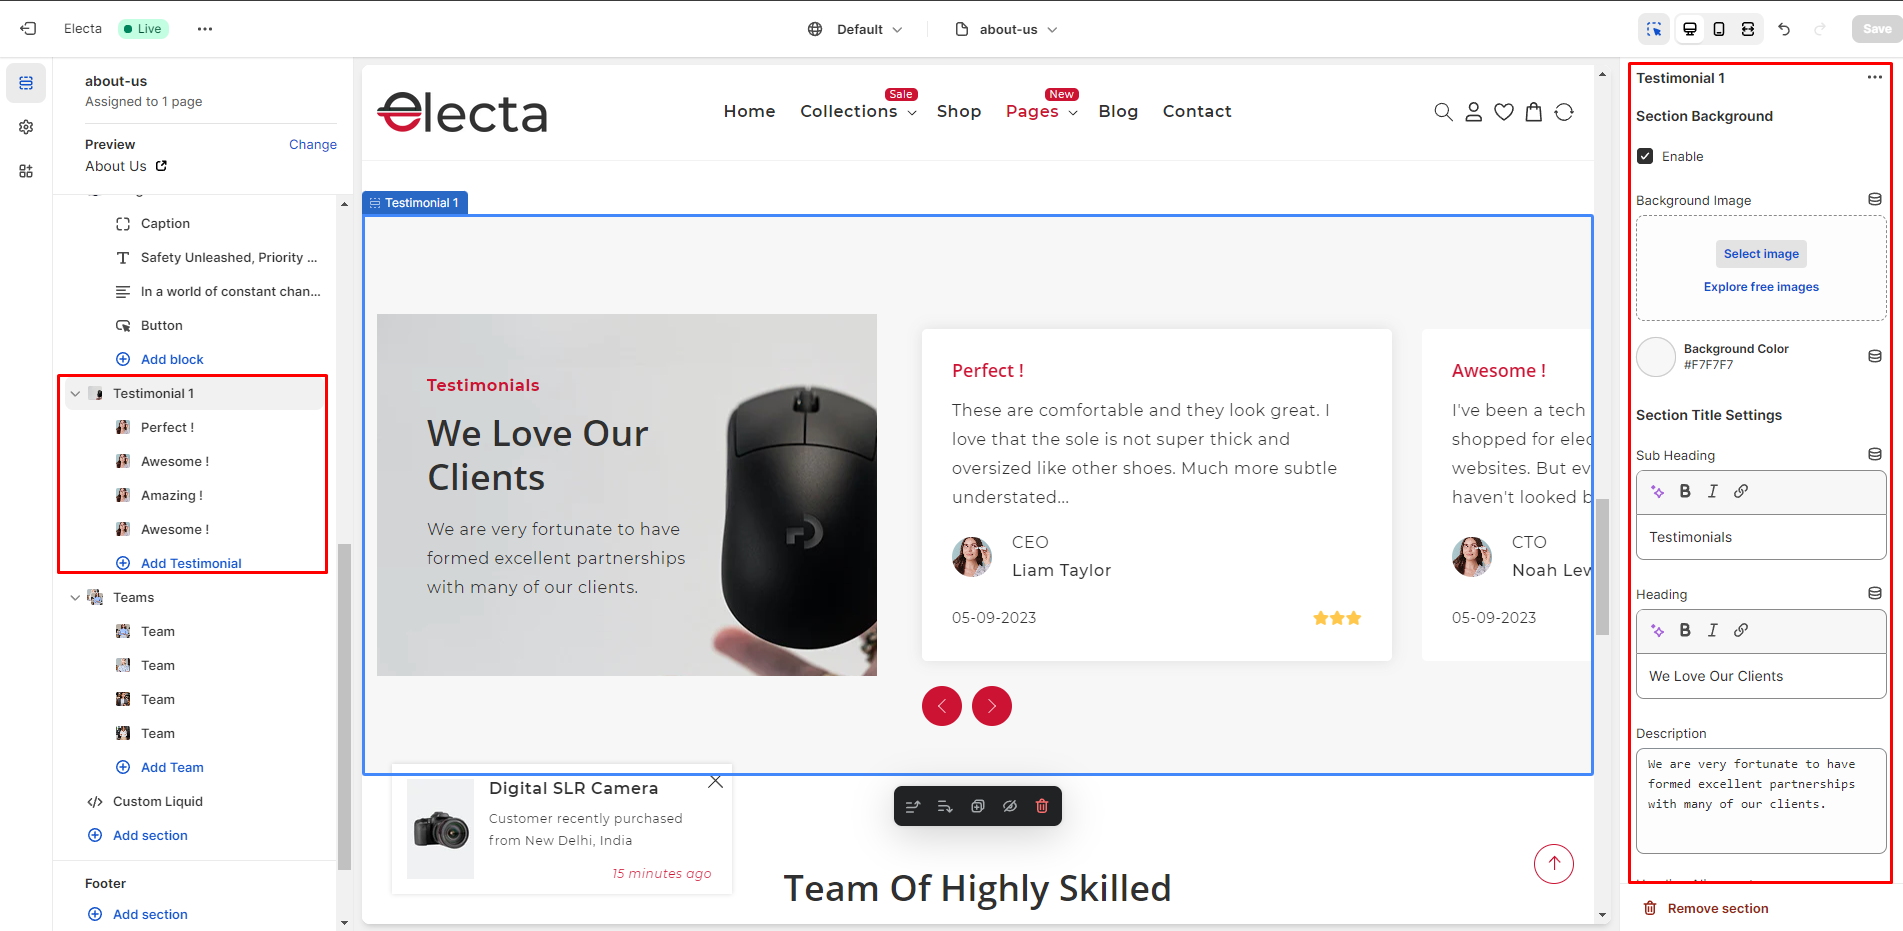 Electa
Live
Default
about-us
Save
about-us
Assigned to 1 page
Preview
Change
About Us
Caption
Safety Unleashed, Priority ...
In a world of constant chan...
Button
Add block
Testimonial 1
Perfect !
Awesome !
Amazing !
Awesome !
Add Testimonial
Teams
Team
Team
Team
Team
Add Team
Custom Liquid
Add section
Footer
Add section
electa
Home
Collections
Sale
Shop
Pages
New
Blog
Contact
Testimonial 1
Testimonials
We Love Our
Clients
We are very fortunate to have
formed excellent partnerships
with many of our clients.
Perfect !
These are comfortable and they look great. I
love that the sole is not super thick and
oversized like other shoes. Much more subtle
understated...
CEO
Liam Taylor
05-09-2023
Awesome !
I've been a tech
shopped for elec
websites. But ev
haven't looked b
CTO
Noah Lew
05-09-2023
Digital SLR Camera
Customer recently purchased
from New Delhi, India
15 minutes ago
Team Of Highly Skilled
Testimonial 1
Section Background
Enable
Background Image
Select image
Explore free images
Background Color
#F7F7F7
Section Title Settings
Sub Heading
B I
Testimonials
Heading
B I
We Love Our Clients
Description
We are very fortunate to have
formed excellent partnerships
with many of our clients.
Remove section